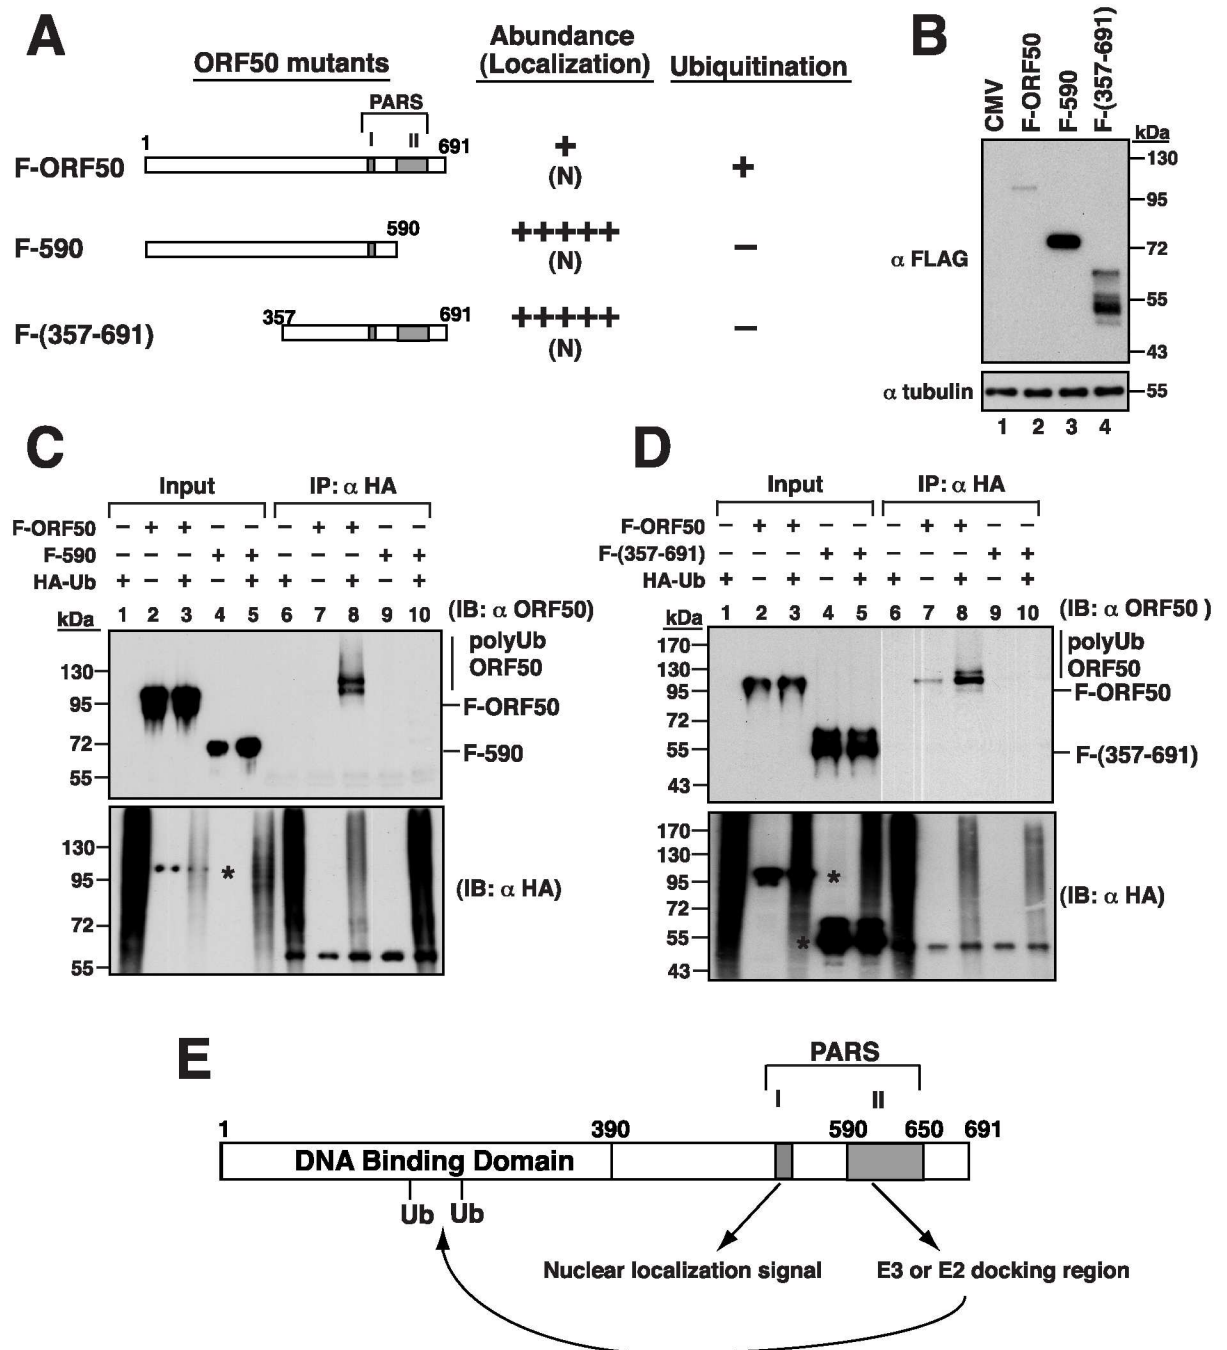 A
ORF50 mutants
Abundance
(Localization)
Ubiquitination
PARS
I II
1 691
F-ORF50 + (N) +
590
F-590 +++++ (N) −
357 691
F-(357-691) +++++ (N) −
B
CMV
F-ORF50
F-590
F-(357-691)
kDa
130
95
α FLAG
72
55
43
α tubulin
55
1 2 3 4
C
Input IP: α HA
F-ORF50 − + + − − − + + − −
F-590 − − − + + − − − + +
HA-Ub + − + − + + − + − +
1 2 3 4 5 6 7 8 9 10 (IB: α ORF50)
kDa
polyUb
ORF50
130
95
F-ORF50
72
F-590
55
130
95
*
(IB: α HA)
72
55
D
Input IP: α HA
F-ORF50 − + + − − − + + − −
F-(357-691) − − − + + − − − + +
HA-Ub + − + − + + − + − +
1 2 3 4 5 6 7 8 9 10 (IB: α ORF50 )
kDa
170
polyUb
130
ORF50
95
F-ORF50
72
55
F-(357-691)
43
170
130
95
*
(IB: α HA)
72
55
*
43
E
PARS
I II
1 390 590 650 691
DNA Binding Domain
Ub Ub
Nuclear localization signal
E3 or E2 docking region